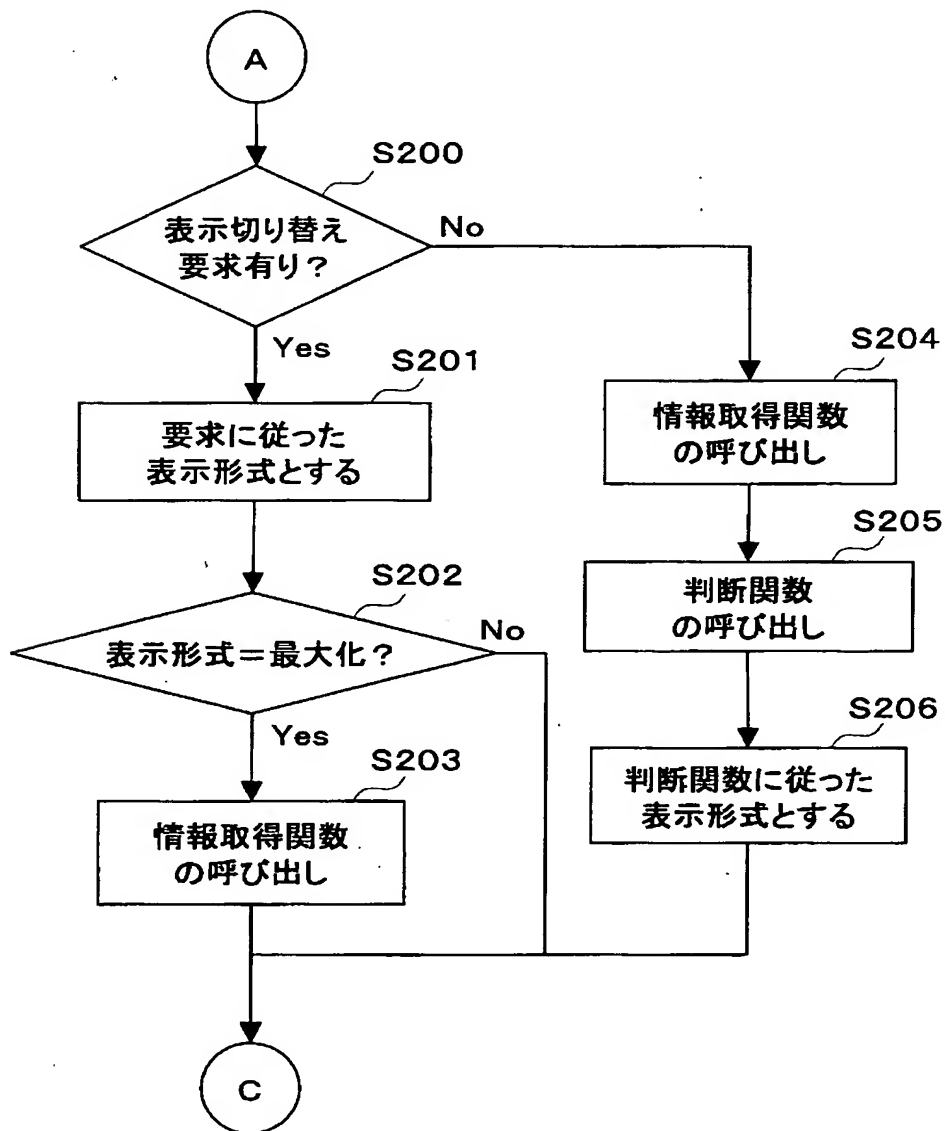 A
S200
表示切り替え
要求有り？
No
Yes
S201
要求に従った
表示形式とする
S202
表示形式＝最大化？
No
Yes
S203
情報取得関数
の呼び出し
S204
情報取得関数
の呼び出し
S205
判断関数
の呼び出し
S206
判断関数に従った
表示形式とする
C